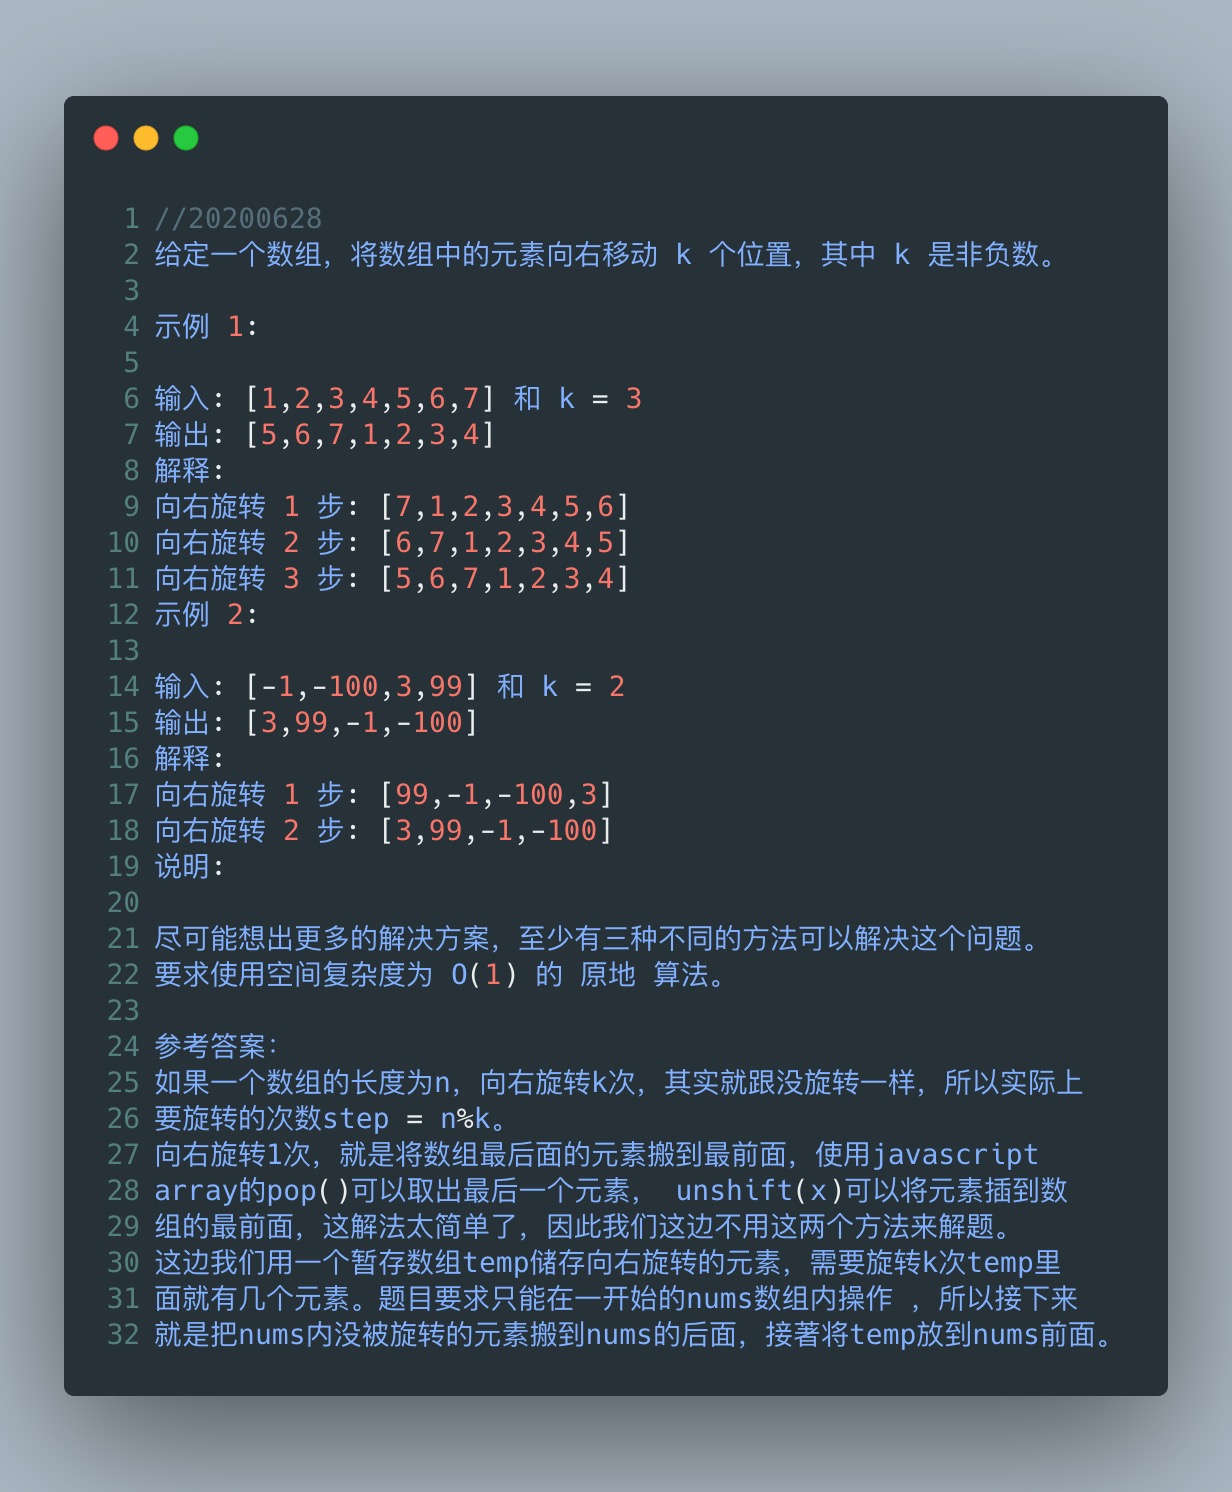 1 //20200628
2 给定一个数组，将数组中的元素向右移动 k 个位置，其中 k 是非负数。
3
4 示例 1:
5
6 输入: [1,2,3,4,5,6,7] 和 k = 3
7 输出: [5,6,7,1,2,3,4]
8 解释:
9 向右旋转 1 步: [7,1,2,3,4,5,6]
10 向右旋转 2 步: [6,7,1,2,3,4,5]
11 向右旋转 3 步: [5,6,7,1,2,3,4]
12 示例 2:
13
14 输入: [-1,-100,3,99] 和 k = 2
15 输出: [3,99,-1,-100]
16 解释:
17 向右旋转 1 步: [99,-1,-100,3]
18 向右旋转 2 步: [3,99,-1,-100]
19 说明:
20
21 尽可能想出更多的解决方案，至少有三种不同的方法可以解决这个问题。
22 要求使用空间复杂度为 O(1) 的 原地 算法。
23
24 参考答案：
25 如果一个数组的长度为n，向右旋转k次，其实就跟没旋转一样，所以实际上
26 要旋转的次数step = n%k。
27 向右旋转1次，就是将数组最后面的元素搬到最前面，使用javascript
28 array的pop()可以取出最后一个元素， unshift(x)可以将元素插到数
29 组的最前面，这解法太简单了，因此我们这边不用这两个方法来解题。
30 这边我们用一个暂存数组temp储存向右旋转的元素，需要旋转k次temp里
31 面就有几个元素。题目要求只能在一开始的nums数组内操作 ，所以接下来
32 就是把nums内没被旋转的元素搬到nums的后面，接著将temp放到nums前面。